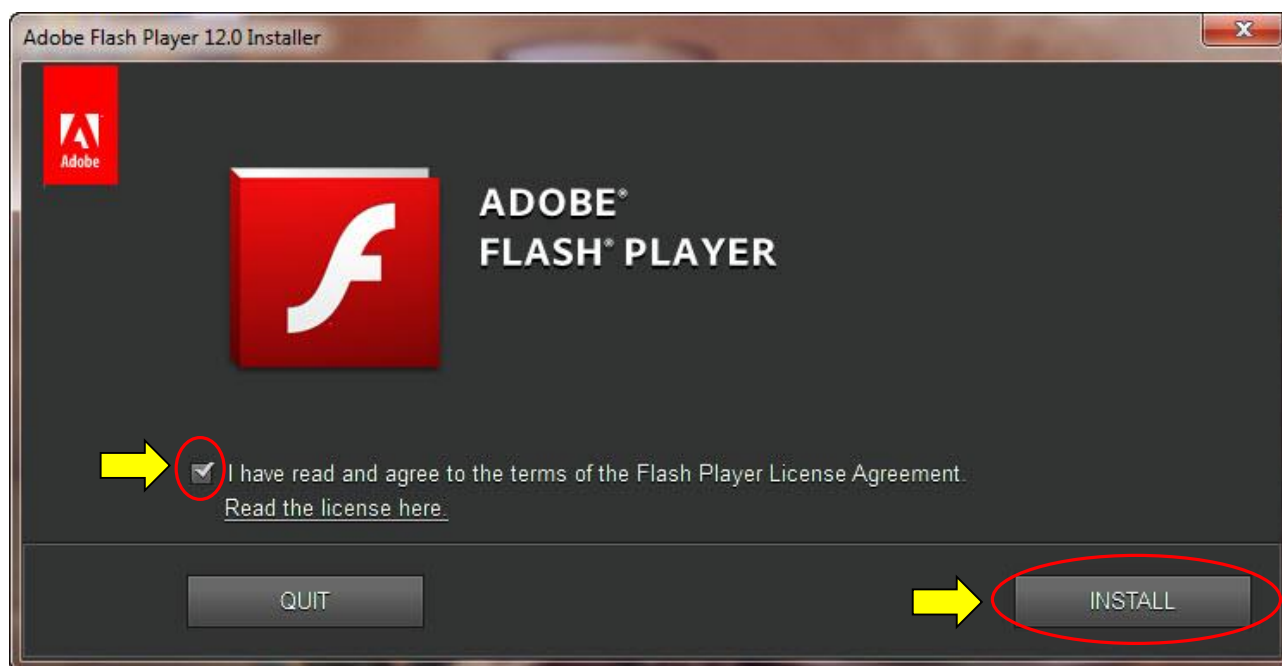 Adobe Flash Player 12.0 Installer
Adobe
ADOBE®
FLASH® PLAYER
I have read and agree to the terms of the Flash Player License Agreement.
Read the license here.
QUIT
INSTALL